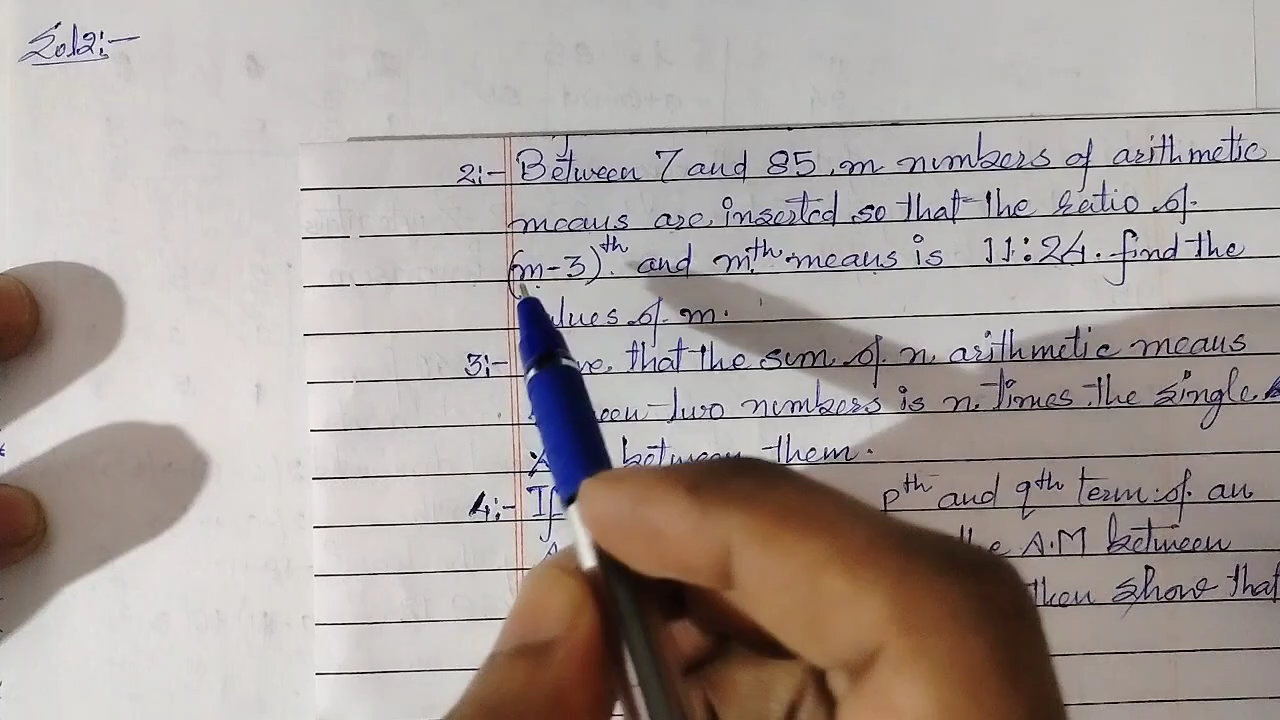 Sol2:-
2:- Between 7 and 85, m numbers of arithmetic
means are inserted so that the ratio of
(m-3)th and mth means is 11:24. find the
lues of m.
3:- ve that the sum of n arithmetic means
een two numbers is n times the single
between them.
4:- If pth and qth term of an
A.M between
then show that